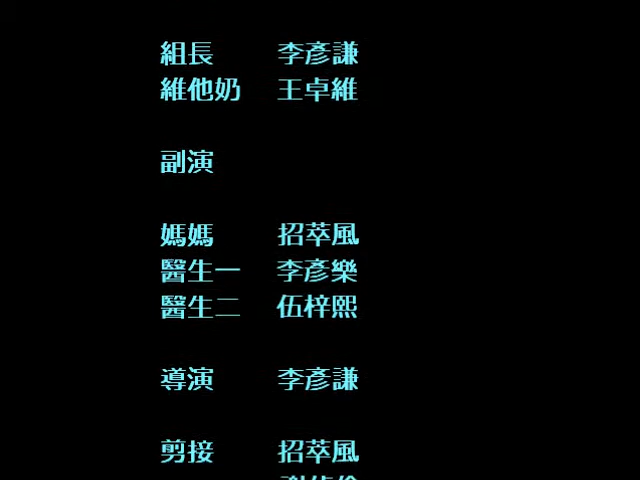 組長 李彥謙
維他奶 王卓維
副演
媽媽 招萃風
醫生一 李彥樂
醫生二 伍梓熙
導演 李彥謙
剪接 招萃風